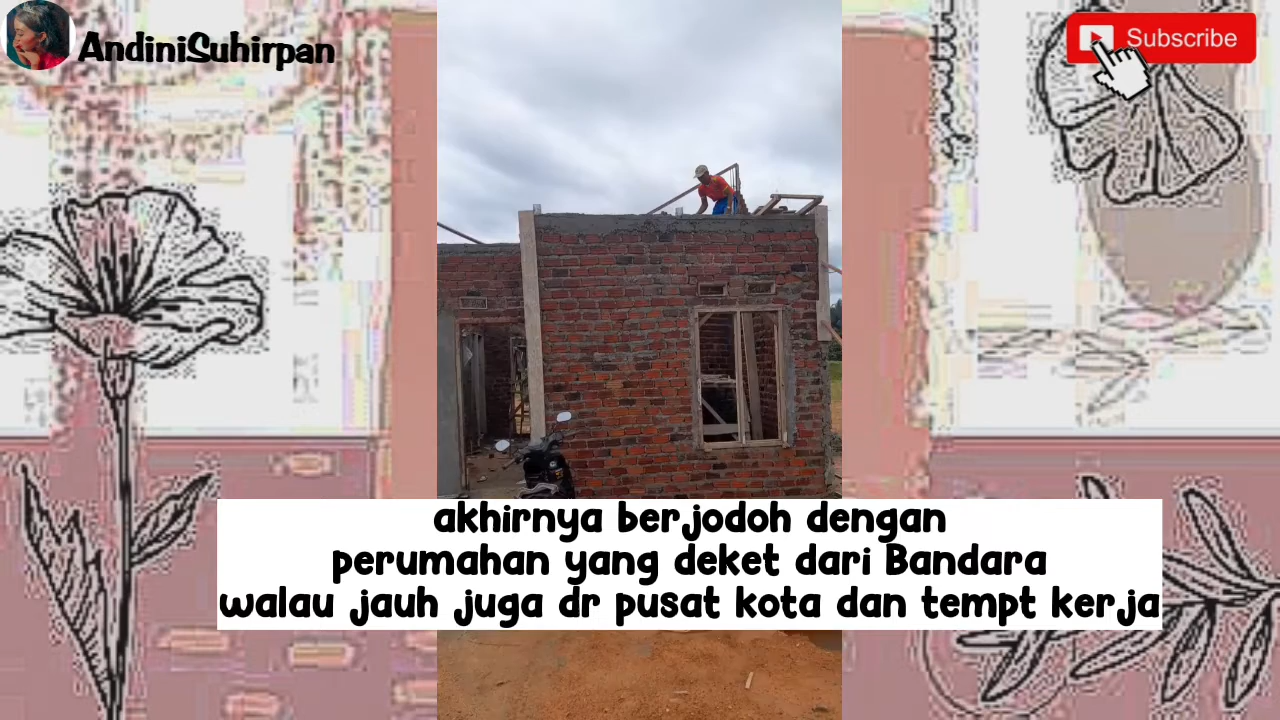 AndiniSuhirpan
Subscribe
akhirnya berjodoh dengan
perumahan yang deket dari Bandara
walau jauh juga dr pusat kota dan tempt kerja